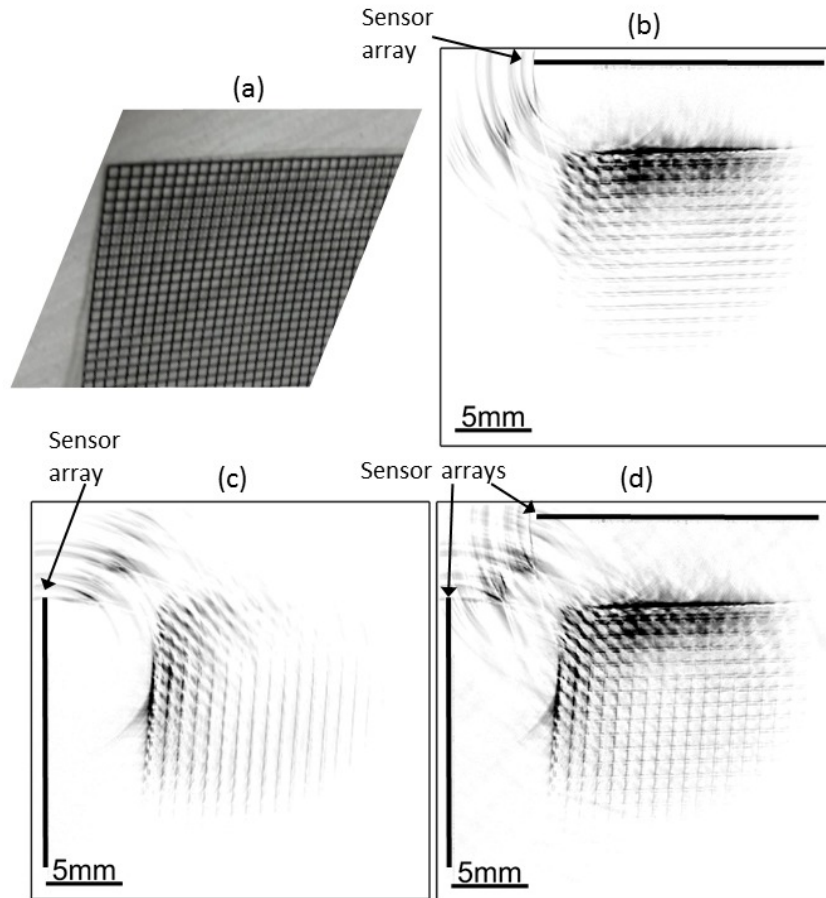 Sensor
array
(b)
(a)
5mm
Sensor
array
(c)
Sensor arrays
(d)
5mm
5mm